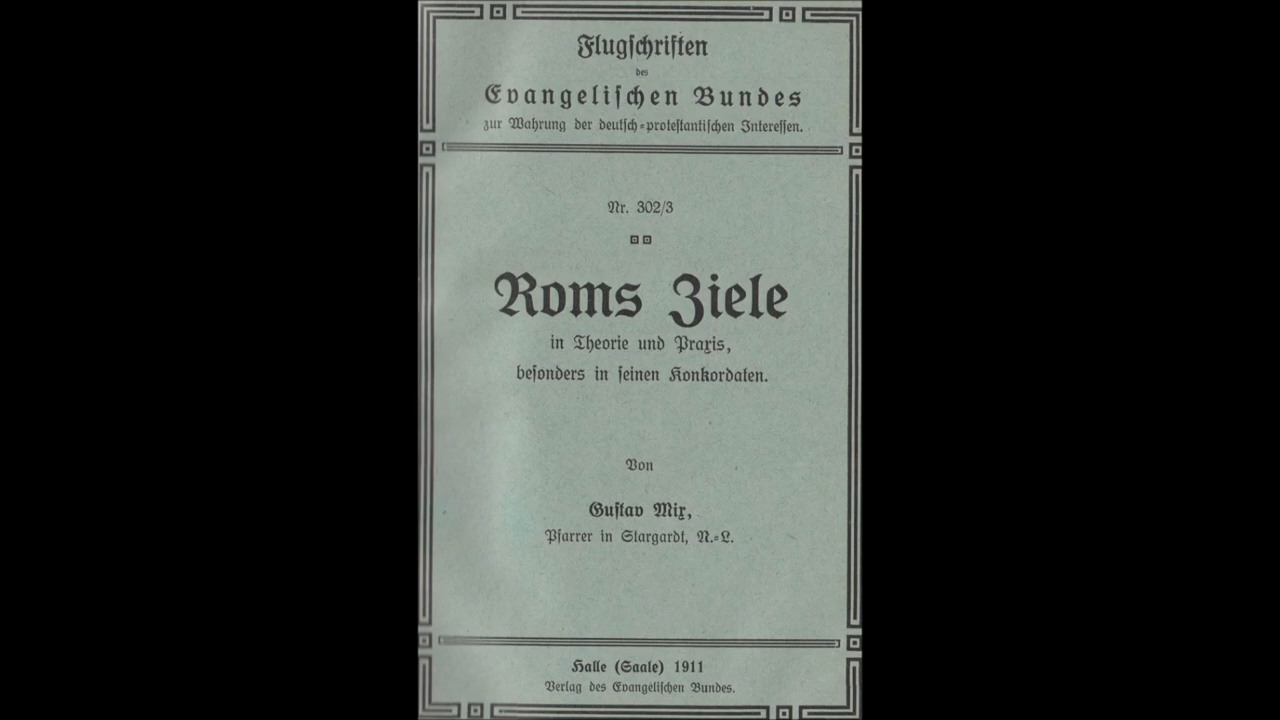 Flugschriften
des
Evangelischen Bundes
zur Wahrung der deutsch-protestantischen Interessen.
Nr. 302/3
Roms Ziele
in Theorie und Praxis,
besonders in seinen Konkordaten.
Von
Gustav Mix,
Pfarrer in Stargardt, N.-L.
Halle (Saale) 1911
Verlag des Evangelischen Bundes.